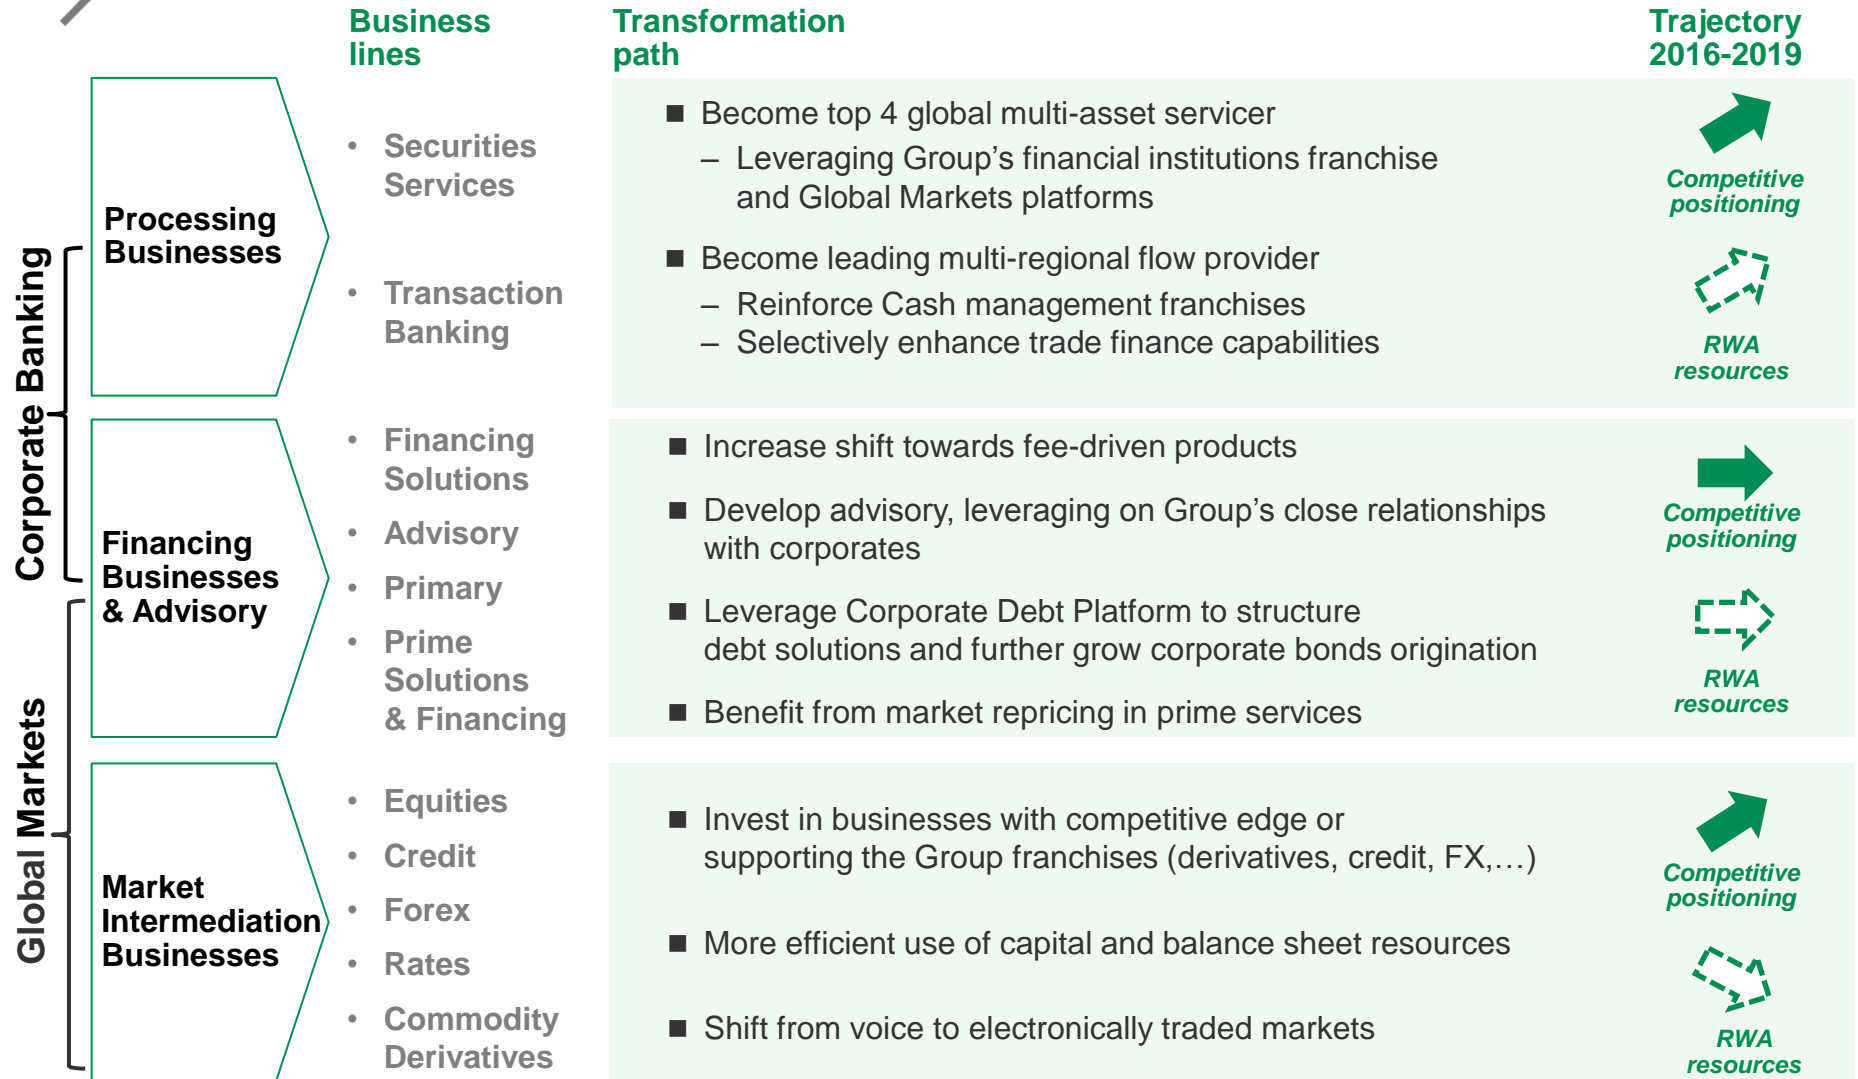 Business
lines
Transformation
path
Trajectory
2016-2019
Corporate Banking
Global Markets
Processing
Businesses
• Securities
Services
• Transaction
Banking
■ Become top 4 global multi-asset servicer
– Leveraging Group’s financial institutions franchise
and Global Markets platforms
■ Become leading multi-regional flow provider
– Reinforce Cash management franchises
– Selectively enhance trade finance capabilities
Competitive
positioning
RWA
resources
Financing
Businesses
& Advisory
• Financing
Solutions
• Advisory
• Primary
• Prime
Solutions
& Financing
■ Increase shift towards fee-driven products
■ Develop advisory, leveraging on Group’s close relationships
with corporates
■ Leverage Corporate Debt Platform to structure
debt solutions and further grow corporate bonds origination
■ Benefit from market repricing in prime services
Competitive
positioning
RWA
resources
Market
Intermediation
Businesses
• Equities
• Credit
• Forex
• Rates
• Commodity
Derivatives
■ Invest in businesses with competitive edge or
supporting the Group franchises (derivatives, credit, FX,…)
■ More efficient use of capital and balance sheet resources
■ Shift from voice to electronically traded markets
Competitive
positioning
RWA
resources